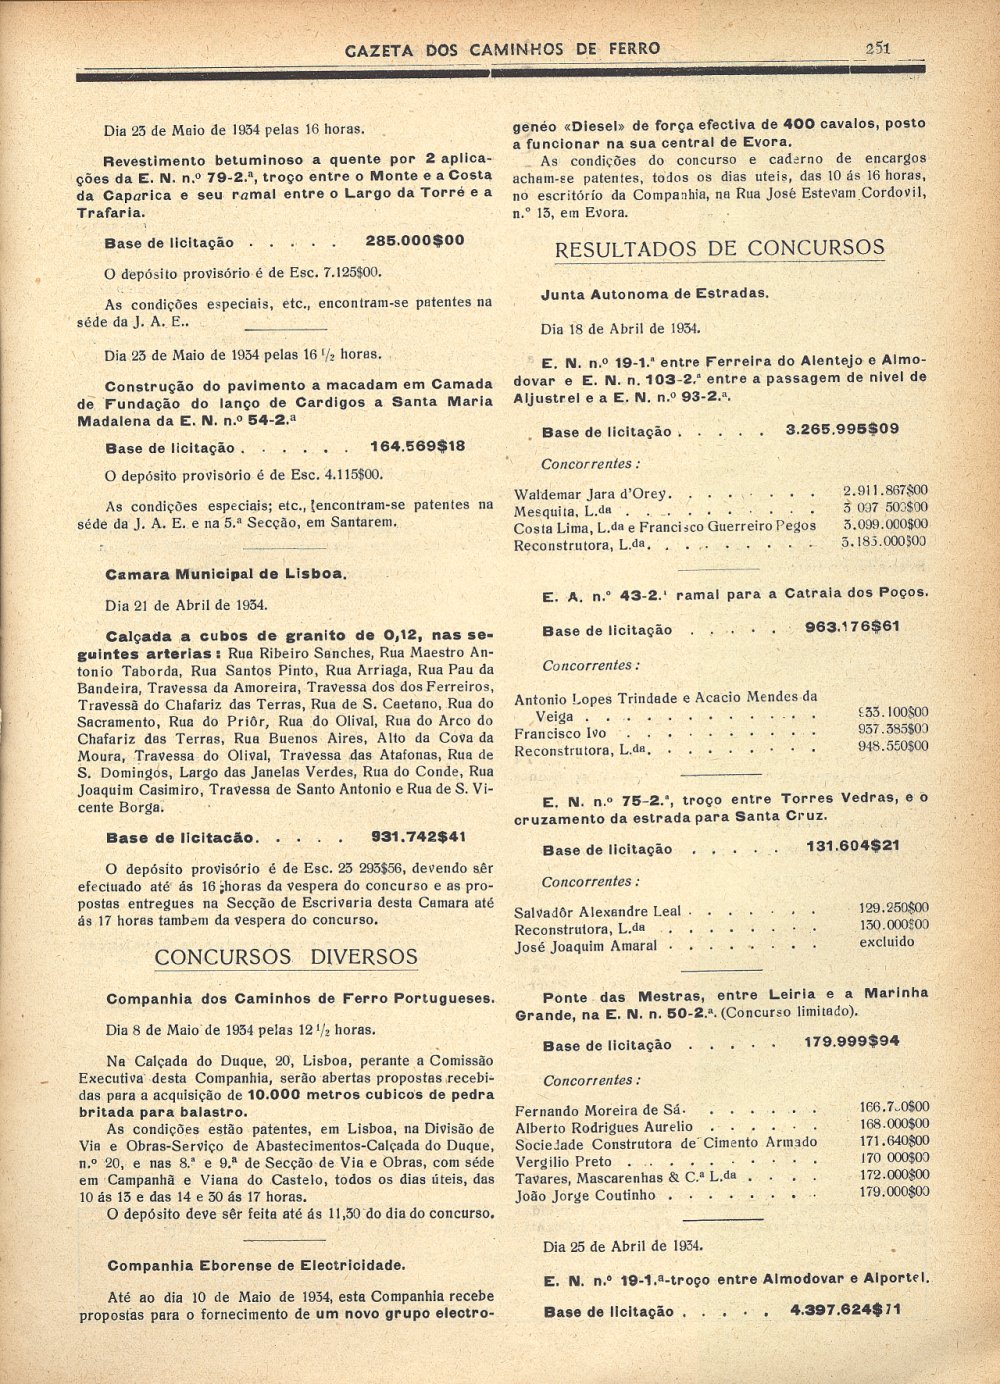 GAZETA DOS CAMINHOS DE FERRO 251
Dia 23 de Maio de 1934 pelas 16 horas.
Revestimento betuminoso a quente por 2 aplica-
ções da E. N. n.º 79-2.ª, troço entre o Monte e a Costa
da Caparica e seu ramal entre o Largo da Torre e a
Trafaria.
Base de licitação . . . . . 285.000$00
O depósito provisório é de Esc. 7.125$00.
As condições especiais, etc., encontram-se patentes na
séde da J. A. E..
Dia 23 de Maio de 1934 pelas 16 1/2 horas.
Construção do pavimento a macadam em Camada
de Fundação do lanço de Cardigos a Santa Maria
Madalena da E. N. n.º 54-2.ª
Base de licitação . . . . . . 164.569$18
O depósito provisório é de Esc. 4.115$00.
As condições especiais; etc., [encontram-se patentes na
séde da J. A. E. e na 5.ª Secção, em Santarem.
Camara Municipal de Lisboa.
Dia 21 de Abril de 1934.
Calçada a cubos de granito de 0,12, nas se-
guintes arterias: Rua Ribeiro Sanches, Rua Maestro An-
tonio Taborda, Rua Santos Pinto, Rua Arriaga, Rua Pau da
Bandeira, Travessa da Amoreira, Travessa dos dos Ferreiros,
Travessa do Chafariz das Terras, Rua de S. Caetano, Rua do
Sacramento, Rua do Priôr, Rua do Olival, Rua do Arco do
Chafariz das Terras, Rua Buenos Aires, Alto da Cova da
Moura, Travessa do Olival, Travessa das Atafonas, Rua de
S. Domingos, Largo das Janelas Verdes, Rua do Conde, Rua
Joaquim Casimiro, Travessa de Santo Antonio e Rua de S. Vi-
cente Borga.
Base de licitacão. . . . . 931.742$41
O depósito provisório é de Esc. 23 293$56, devendo sêr
efectuado até ás 16 horas da vespera do concurso e as pro-
postas entregues na Secção de Escrivaria desta Camara até
ás 17 horas tambem da vespera do concurso.
CONCURSOS DIVERSOS
Companhia dos Caminhos de Ferro Portugueses.
Dia 8 de Maio de 1934 pelas 12 1/2 horas.
Na Calçada do Duque, 20, Lisboa, perante a Comissão
Executiva desta Companhia, serão abertas propostas recebi-
das para a acquisição de 10.000 metros cubicos de pedra
britada para balastro.
As condições estão patentes, em Lisboa, na Divisão de
Via e Obras-Serviço de Abastecimentos-Calçada do Duque,
n.º 20, e nas 8.ª e 9.ª de Secção de Via e Obras, com séde
em Campanhã e Viana do Castelo, todos os dias úteis, das
10 ás 13 e das 14 e 30 ás 17 horas.
O depósito deve sêr feita até ás 11,30 do dia do concurso.
Companhia Eborense de Electricidade.
Até ao dia 10 de Maio de 1934, esta Companhia recebe
propostas para o fornecimento de um novo grupo electro-
genéo «Diesel» de força efectiva de 400 cavalos, posto
a funcionar na sua central de Evora.
As condições do concurso e caderno de encargos
acham-se patentes, todos os dias uteis, das 10 ás 16 horas,
no escritório da Companhia, na Rua José Estevam Cordovil,
n.º 13, em Evora.
RESULTADOS DE CONCURSOS
Junta Autonoma de Estradas.
Dia 18 de Abril de 1934.
E. N. n.º 19-1.ª entre Ferreira do Alentejo e Almo-
dovar e E. N. n. 103-2.ª entre a passagem de nivel de
Aljustrel e a E. N. n.º 93-2.ª.
Base de licitação . . . . . 3.265.995$09
Concorrentes :
Waldemar Jara d'Orey. . . . . . . . 2.911.867$00
Mesquita, L.da . . . . . . . . . . 3 097 500$00
Costa Lima, L.da e Francisco Guerreiro Pegos 3.099.000$00
Reconstrutora, L.da. . . . . . . . . 3.183.000$00
E. A. n.º 43-2.ª ramal para a Catraia dos Poços.
Base de licitação . . . . . 963.176$61
Concorrentes :
Antonio Lopes Trindade e Acacio Mendes da
Veiga . . . . . . . . . . . . 933.100$00
Francisco Ivo . . . . . . . . . . 937.385$00
Reconstrutora, L.da. . . . . . . . . 948.550$00
E. N. n.º 75-2.ª, troço entre Torres Vedras, e o
cruzamento da estrada para Santa Cruz.
Base de licitação . . . . . 131.604$21
Concorrentes :
Salvadôr Alexandre Leal . . . . . . . 129.250$00
Reconstrutora, L.da . . . . . . . . 130.000$00
José Joaquim Amaral . . . . . . . . excluido
Ponte das Mestras, entre Leiria e a Marinha
Grande, na E. N. n. 50-2.ª. (Concurso limitado).
Base de licitação . . . . . 179.999$94
Concorrentes :
Fernando Moreira de Sá. . . . . . .
Alberto Rodrigues Aurelio . . . . . . 168.000$00
Sociedade Construtora de Cimento Armado 171.640$00
Vergilio Preto . . . . . . . . . . 170 000$00
Tavares, Mascarenhas & C.ª L.da . . . . 172.000$00
João Jorge Coutinho . . . . . . . . 179.000$00
Dia 25 de Abril de 1934.
E. N. n.º 19-1.ª-troço entre Almodovar e Alportel.
Base de licitação . . . . . 4.397.624$71